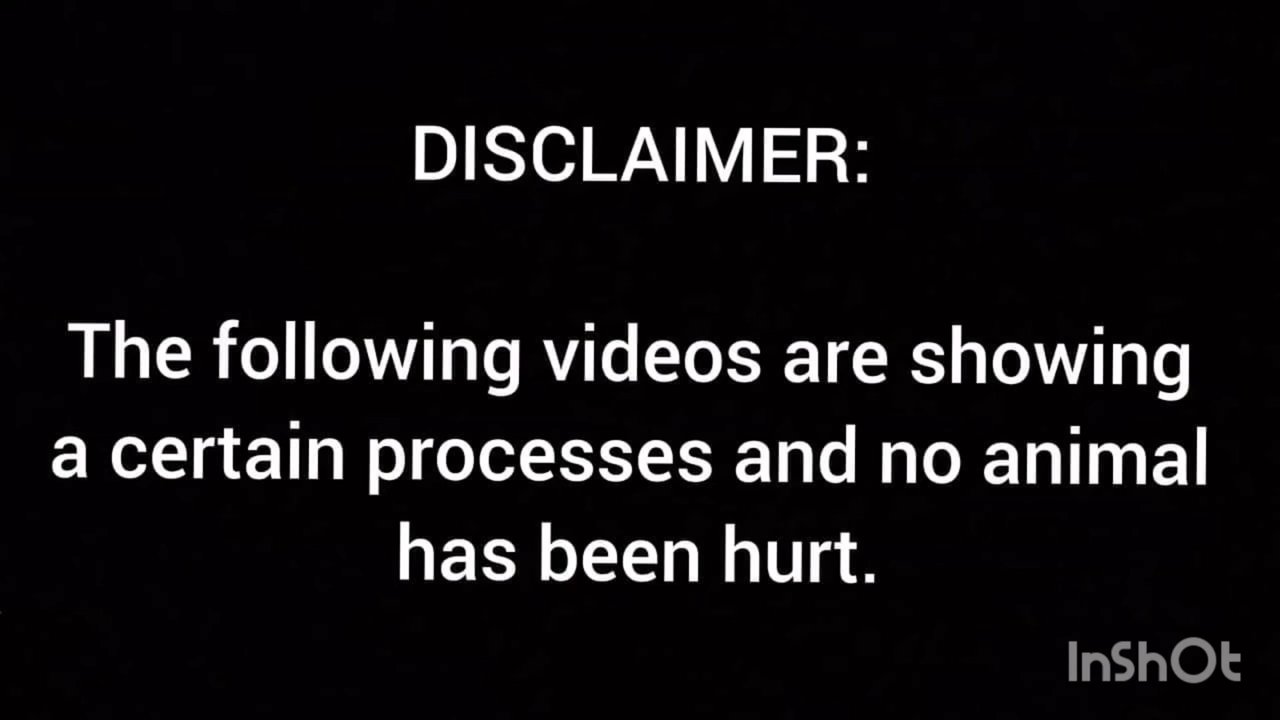 DISCLAIMER:
The following videos are showing
a certain processes and no animal
has been hurt.
InShOt